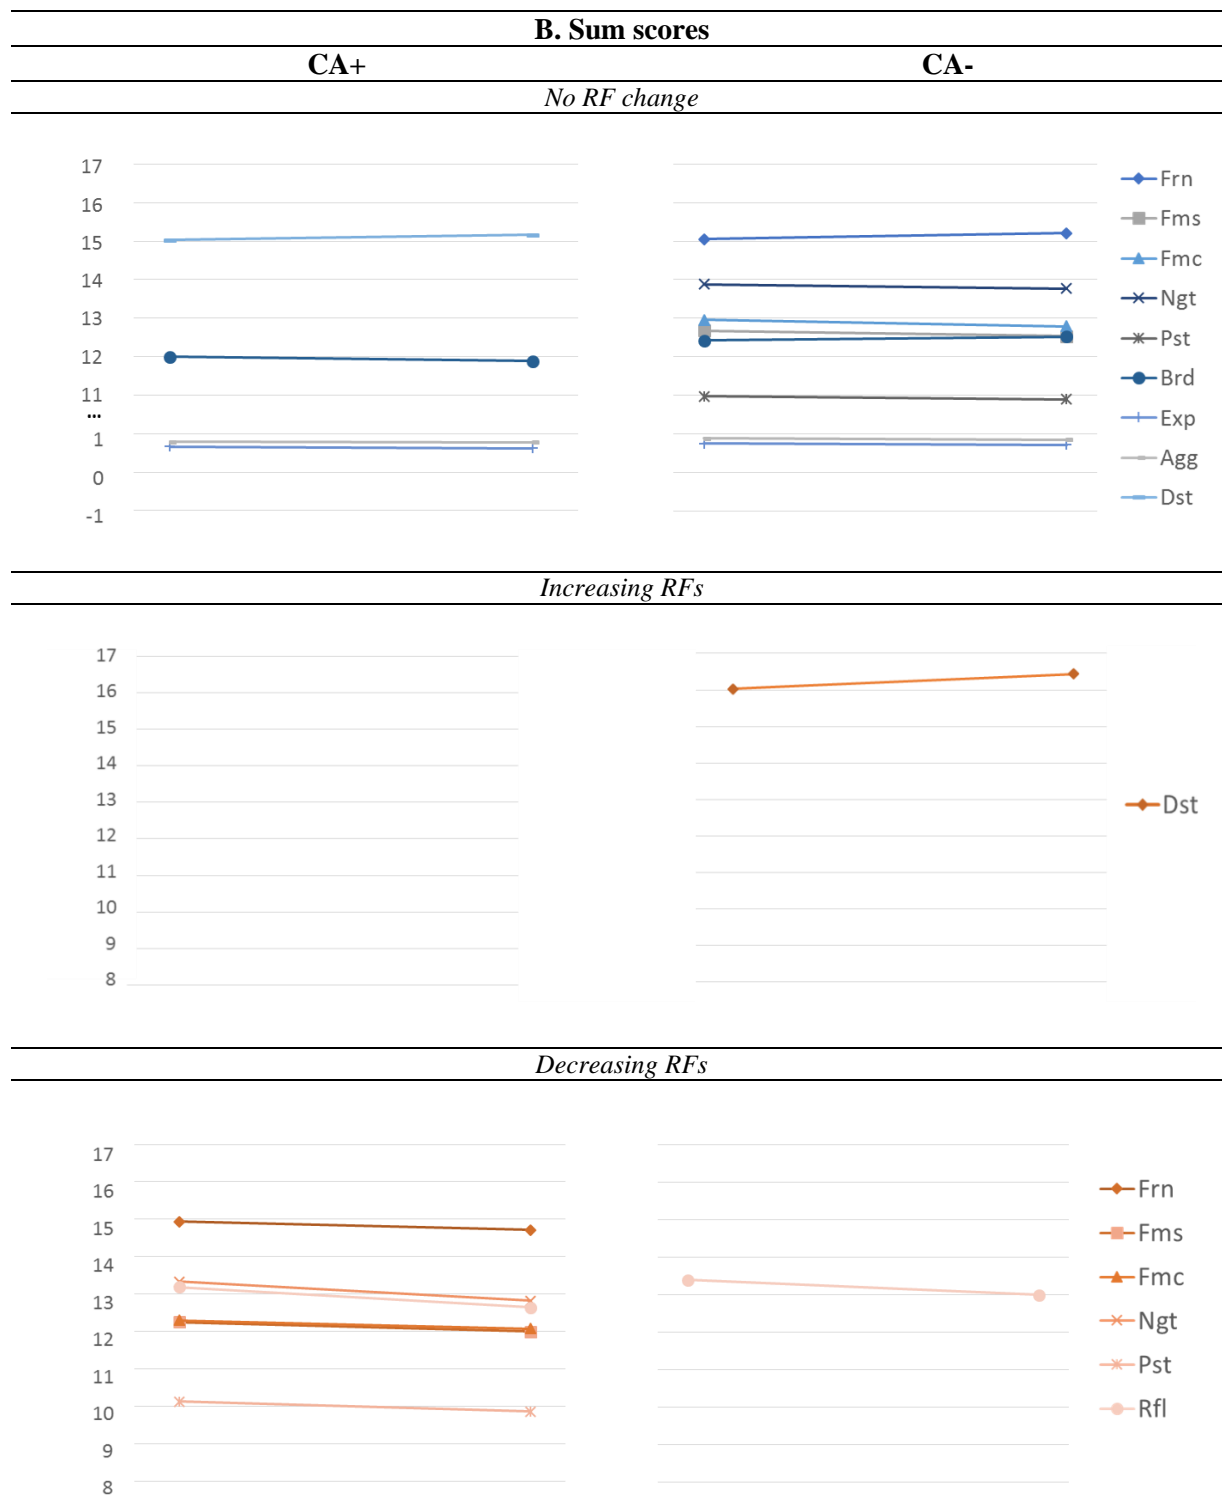 B. Sum scores
CA+ CA-
No RF change
17
16
15
14
13
12
11
...
1
0
-1
Frn
Fms
Fmc
Ngt
Pst
Brd
Exp
Agg
Dst
Increasing RFs
17
16
15
14
13
12
11
10
9
8
Dst
Decreasing RFs
17
16
15
14
13
12
11
10
9
8
Frn
Fms
Fmc
Ngt
Pst
Rfl